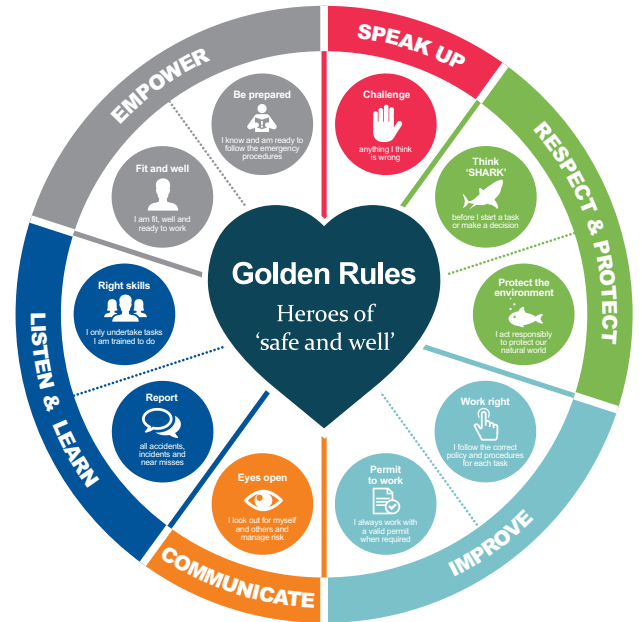 Golden Rules
Heroes of
‘safe and well’
SPEAK UP
Challenge
anything I think
is wrong
RESPECT & PROTECT
Think
‘SHARK’
before I start a task
or make a decision
Protect the
environment
I act responsibly
to protect our
natural world
IMPROVE
Work right
I follow the correct
policy and procedures
for each task
Permit
to work
I always work with
a valid permit
when required
COMMUNICATE
Eyes open
I look out for myself
and others and
manage risk
LISTEN & LEARN
Report
all accidents,
incidents and
near misses
Right skills
I only undertake tasks
I am trained to do
EMPOWER
Fit and well
I am fit, well and
ready to work
Be prepared
I know and am ready to
follow the emergency
procedures